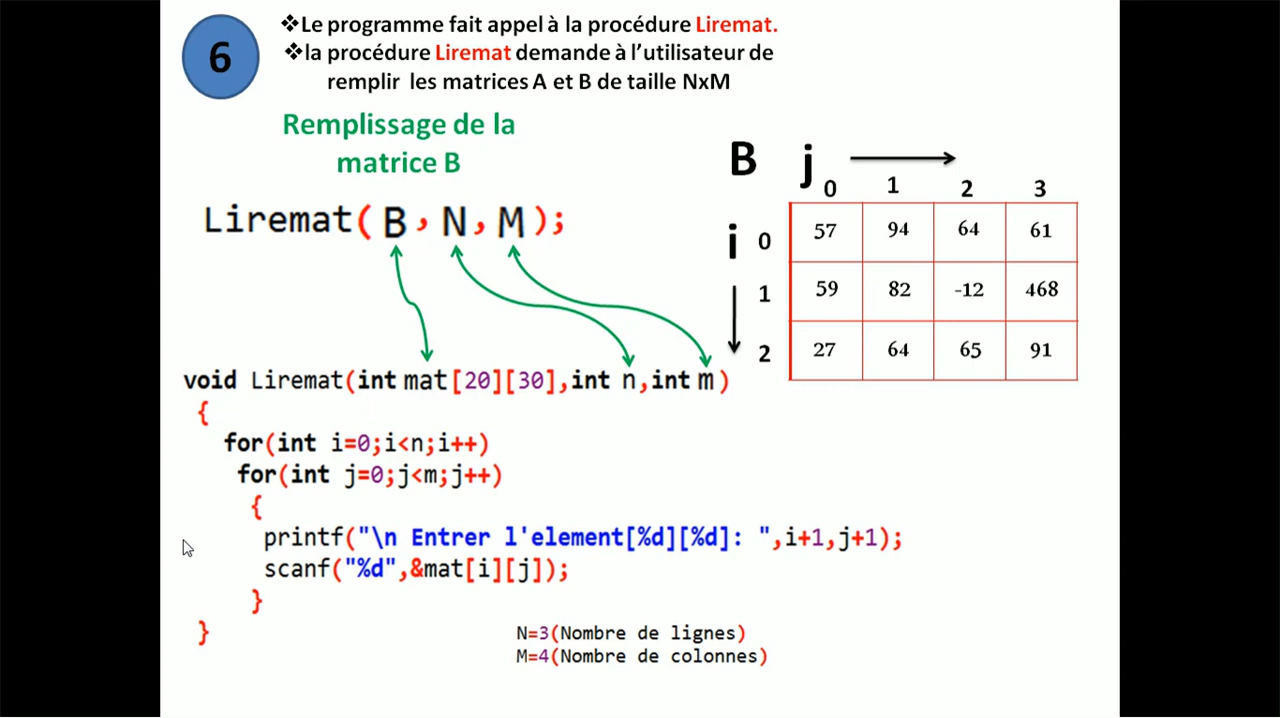 6
❖Le programme fait appel à la procédure Liremat.
❖la procédure Liremat demande à l’utilisateur de
remplir les matrices A et B de taille NxM
Remplissage de la
matrice B
Liremat( B , N , M );
B j
0 1 2 3
i 0 57 94 64 61
1 59 82 -12 468
2 27 64 65 91
void Liremat(int mat[20][30],int n,int m )
{
for(int i=0;i<n;i++)
for(int j=0;j<m;j++)
{
printf("\n Entrer l'element[%d][%d]: ",i+1,j+1);
scanf("%d",&mat[i][j]);
}
}
N=3(Nombre de lignes)
M=4(Nombre de colonnes)